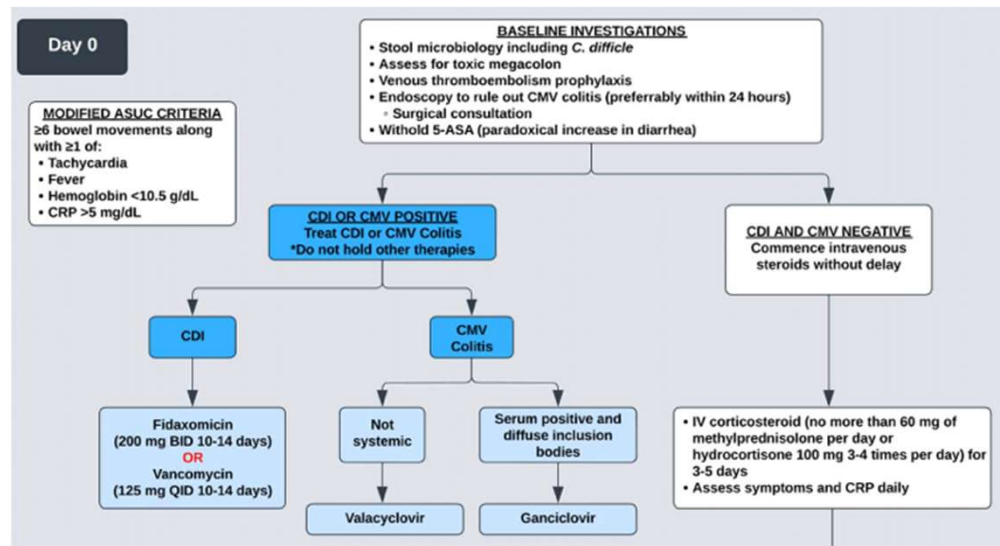 Day 0
BASELINE INVESTIGATIONS
• Stool microbiology including C. difficle
• Assess for toxic megacolon
• Venous thromboembolism prophylaxis
• Endoscopy to rule out CMV colitis (preferrably within 24 hours)
◦ Surgical consultation
• Withold 5-ASA (paradoxical increase in diarrhea)
MODIFIED ASUC CRITERIA
≥6 bowel movements along
with ≥1 of:
• Tachycardia
• Fever
• Hemoglobin <10.5 g/dL
• CRP >5 mg/dL
CDI OR CMV POSITIVE
Treat CDI or CMV Colitis
*Do not hold other therapies
CDI AND CMV NEGATIVE
Commence intravenous
steroids without delay
CDI
CMV
Colitis
Fidaxomicin
(200 mg BID 10-14 days)
OR
Vancomycin
(125 mg QID 10-14 days)
Not
systemic
Serum positive and
diffuse inclusion
bodies
• IV corticosteroid (no more than 60 mg of
methylprednisolone per day or
hydrocortisone 100 mg 3-4 times per day) for
3-5 days
• Assess symptoms and CRP daily
Valacyclovir
Ganciclovir